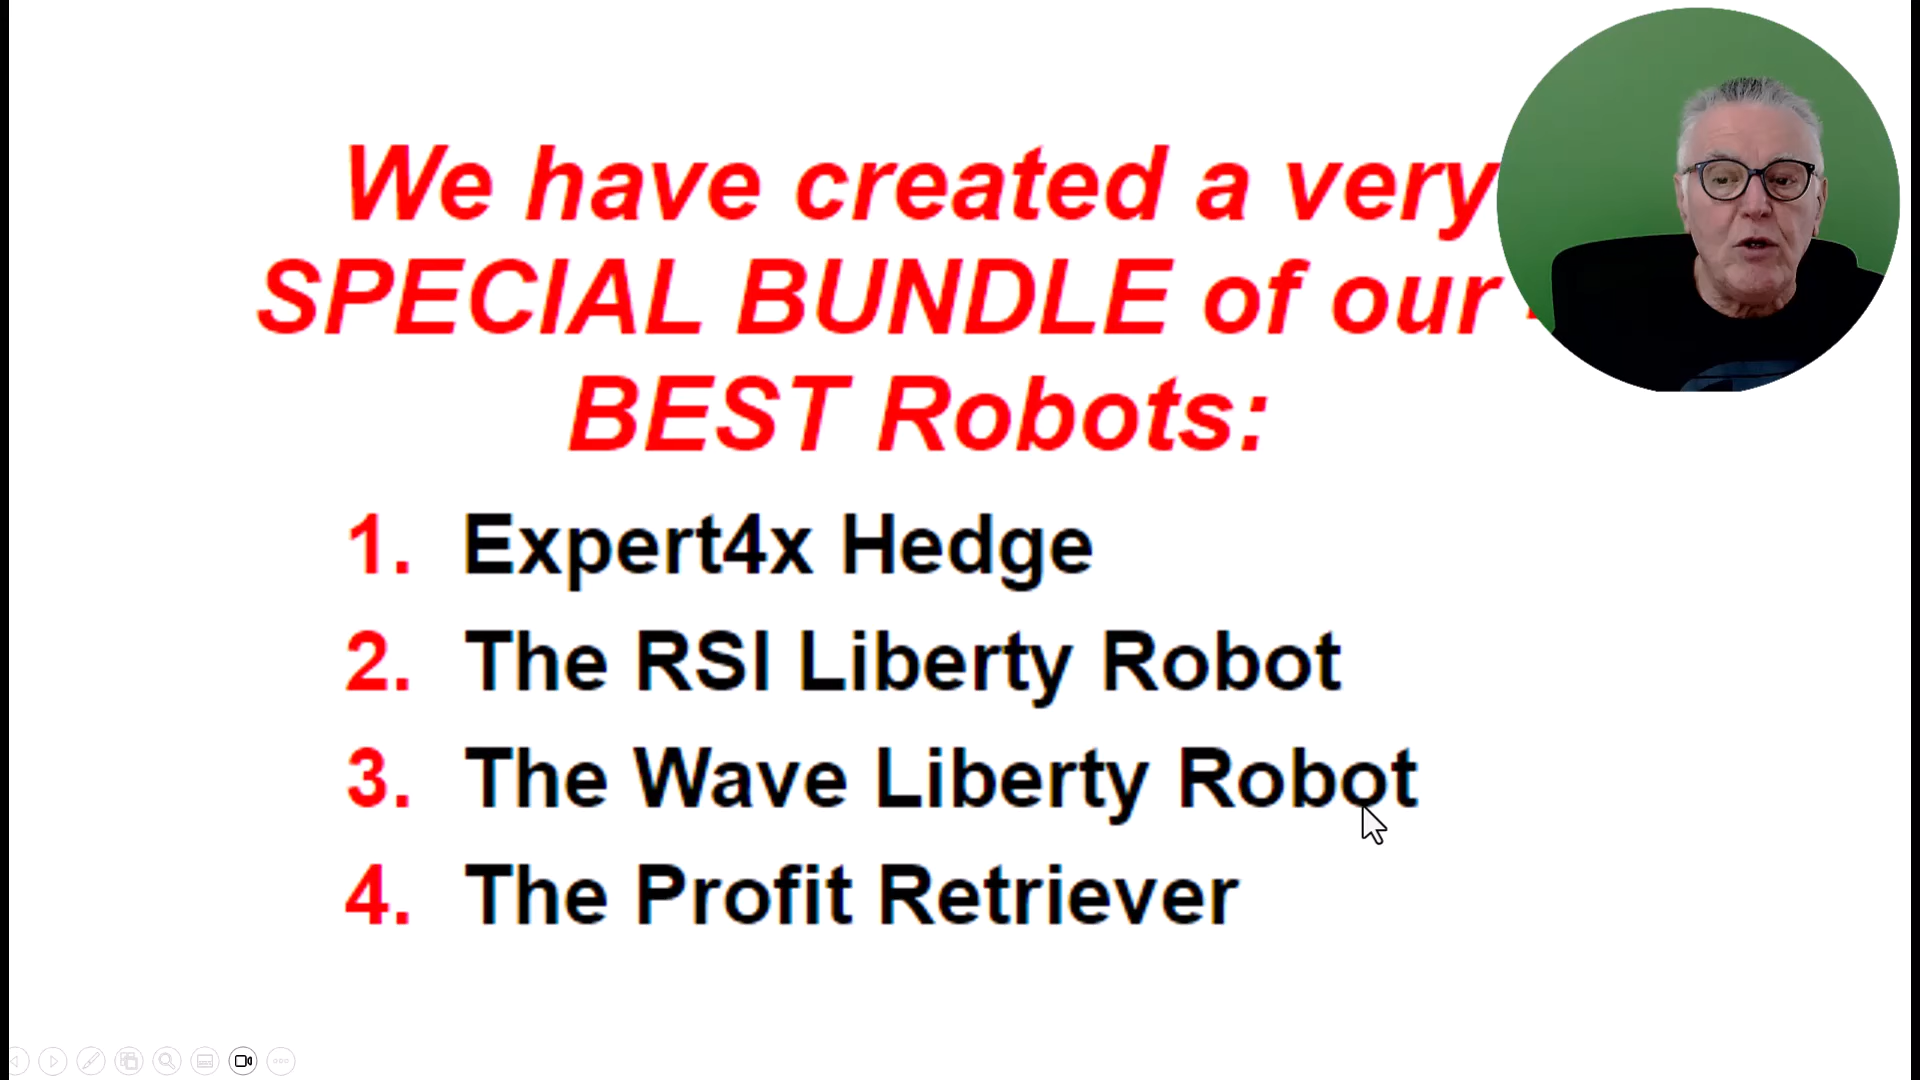 We have created a very
SPECIAL BUNDLE of our
BEST Robots:
1. Expert4x Hedge
2. The RSI Liberty Robot
3. The Wave Liberty Robot
4. The Profit Retriever